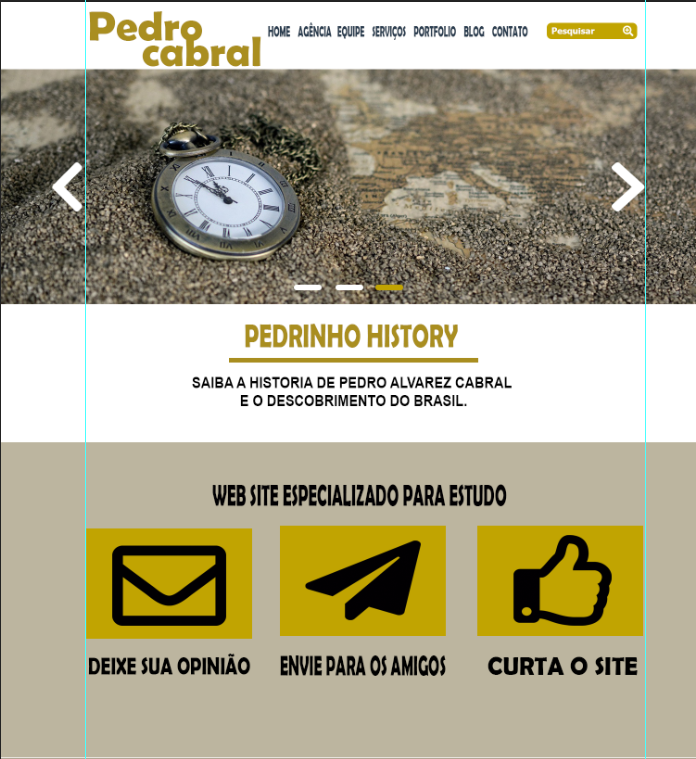 Pedro
cabral
HOME AGÊNCIA EQUIPE SERVIÇOS PORTFOLIO BLOG CONTATO
Pesquisar
PEDRINHO HISTORY
SAIBA A HISTORIA DE PEDRO ALVAREZ CABRAL
E O DESCOBRIMENTO DO BRASIL.
WEB SITE ESPECIALIZADO PARA ESTUDO
DEIXE SUA OPINIÃO
ENVIE PARA OS AMIGOS
CURTA O SITE